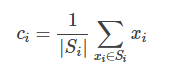 $c_i = \frac{1}{|S_i|} \sum_{x_i \in S_i} x_i$